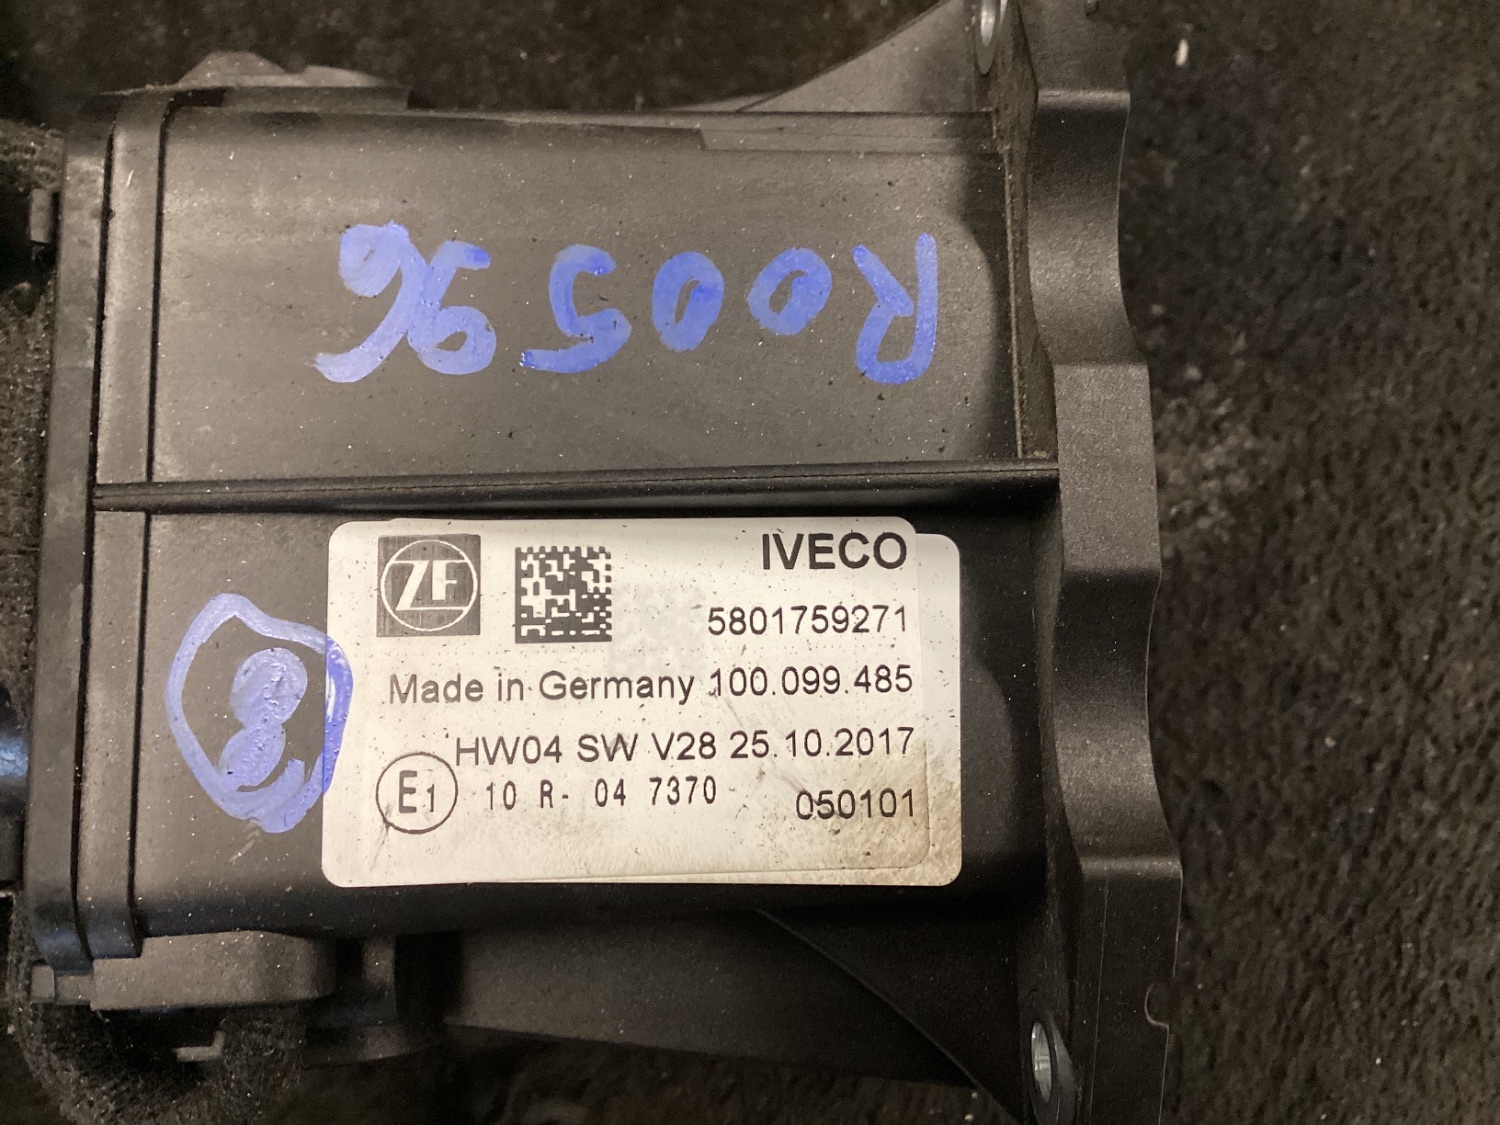 R00596
8
ZF IVECO
5801759271
Made in Germany 100.099.485
HW04 SW V28 25.10.2017
E1 10 R- 04 7370 050101